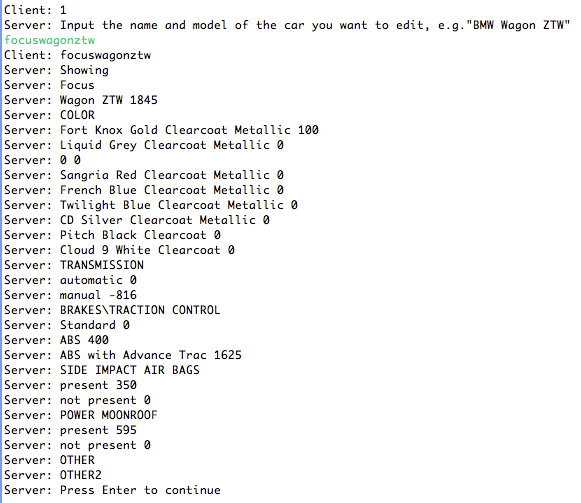 Client: 1
Server: Input the name and model of the car you want to edit, e.g."BMW Wagon ZTW"
focuswagonztw
Client: focuswagonztw
Server: Showing
Server: Focus
Server: Wagon ZTW 1845
Server: COLOR
Server: Fort Knox Gold Clearcoat Metallic 100
Server: Liquid Grey Clearcoat Metallic 0
Server: 0 0
Server: Sangria Red Clearcoat Metallic 0
Server: French Blue Clearcoat Metallic 0
Server: Twilight Blue Clearcoat Metallic 0
Server: CD Silver Clearcoat Metallic 0
Server: Pitch Black Clearcoat 0
Server: Cloud 9 White Clearcoat 0
Server: TRANSMISSION
Server: automatic 0
Server: manual -816
Server: BRAKES\TRACTION CONTROL
Server: Standard 0
Server: ABS 400
Server: ABS with Advance Trac 1625
Server: SIDE IMPACT AIR BAGS
Server: present 350
Server: not present 0
Server: POWER MOONROOF
Server: present 595
Server: not present 0
Server: OTHER
Server: OTHER2
Server: Press Enter to continue